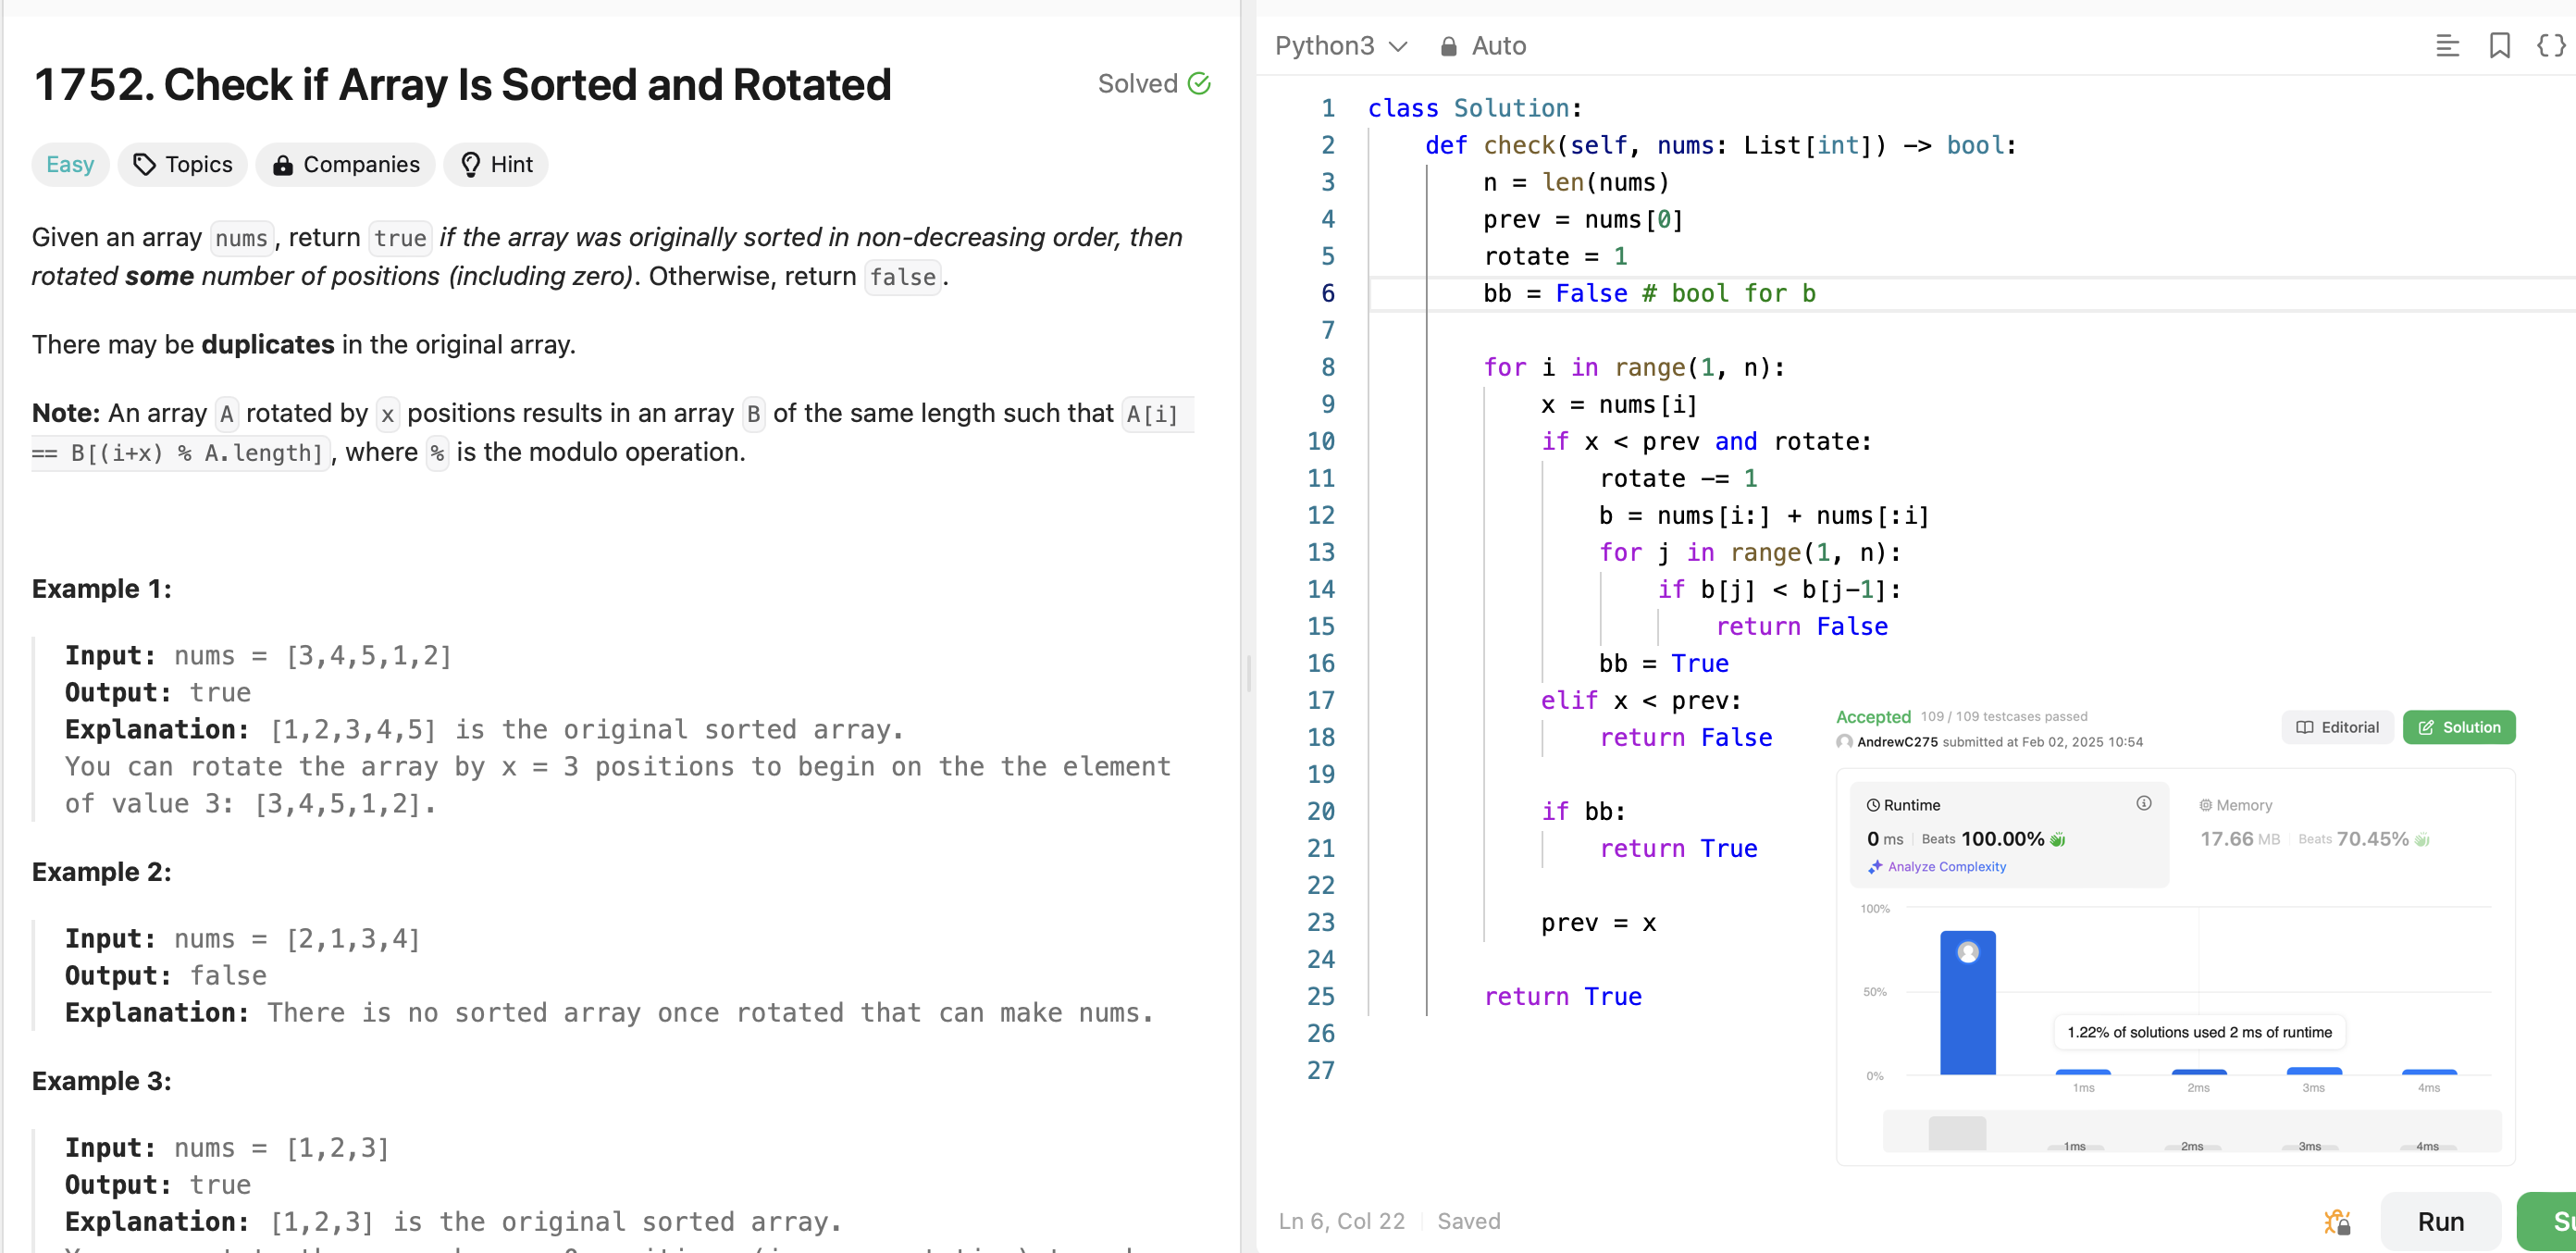 1752. Check if Array Is Sorted and Rotated
Solved
Easy
Topics
Companies
Hint
Given an array nums, return true if the array was originally sorted in non-decreasing order, then
rotated some number of positions (including zero). Otherwise, return false.
There may be duplicates in the original array.
Note: An array A rotated by x positions results in an array B of the same length such that A[i]
== B[(i+x) % A.length], where % is the modulo operation.
Example 1:
Input: nums = [3,4,5,1,2]
Output: true
Explanation: [1,2,3,4,5] is the original sorted array.
You can rotate the array by x = 3 positions to begin on the the element
of value 3: [3,4,5,1,2].
Example 2:
Input: nums = [2,1,3,4]
Output: false
Explanation: There is no sorted array once rotated that can make nums.
Example 3:
Input: nums = [1,2,3]
Output: true
Explanation: [1,2,3] is the original sorted array.
Python3
Auto
1 class Solution:
2 def check(self, nums: List[int]) -> bool:
3 n = len(nums)
4 prev = nums[0]
5 rotate = 1
6 bb = False # bool for b
7
8 for i in range(1, n):
9 x = nums[i]
10 if x < prev and rotate:
11 rotate -= 1
12 b = nums[i:] + nums[:i]
13 for j in range(1, n):
14 if b[j] < b[j-1]:
15 return False
16 bb = True
17 elif x < prev:
18 return False
19
20 if bb:
21 return True
22
23 prev = x
24
25 return True
26
27
Accepted 109 / 109 testcases passed
AndrewC275 submitted at Feb 02, 2025 10:54
Editorial
Solution
Runtime
0 ms Beats 100.00%
Analyze Complexity
Memory
17.66 MB Beats 70.45%
100%
50%
0%
1.22% of solutions used 2 ms of runtime
1ms 2ms 3ms 4ms
1ms 2ms 3ms 4ms
Ln 6, Col 22 Saved
Run